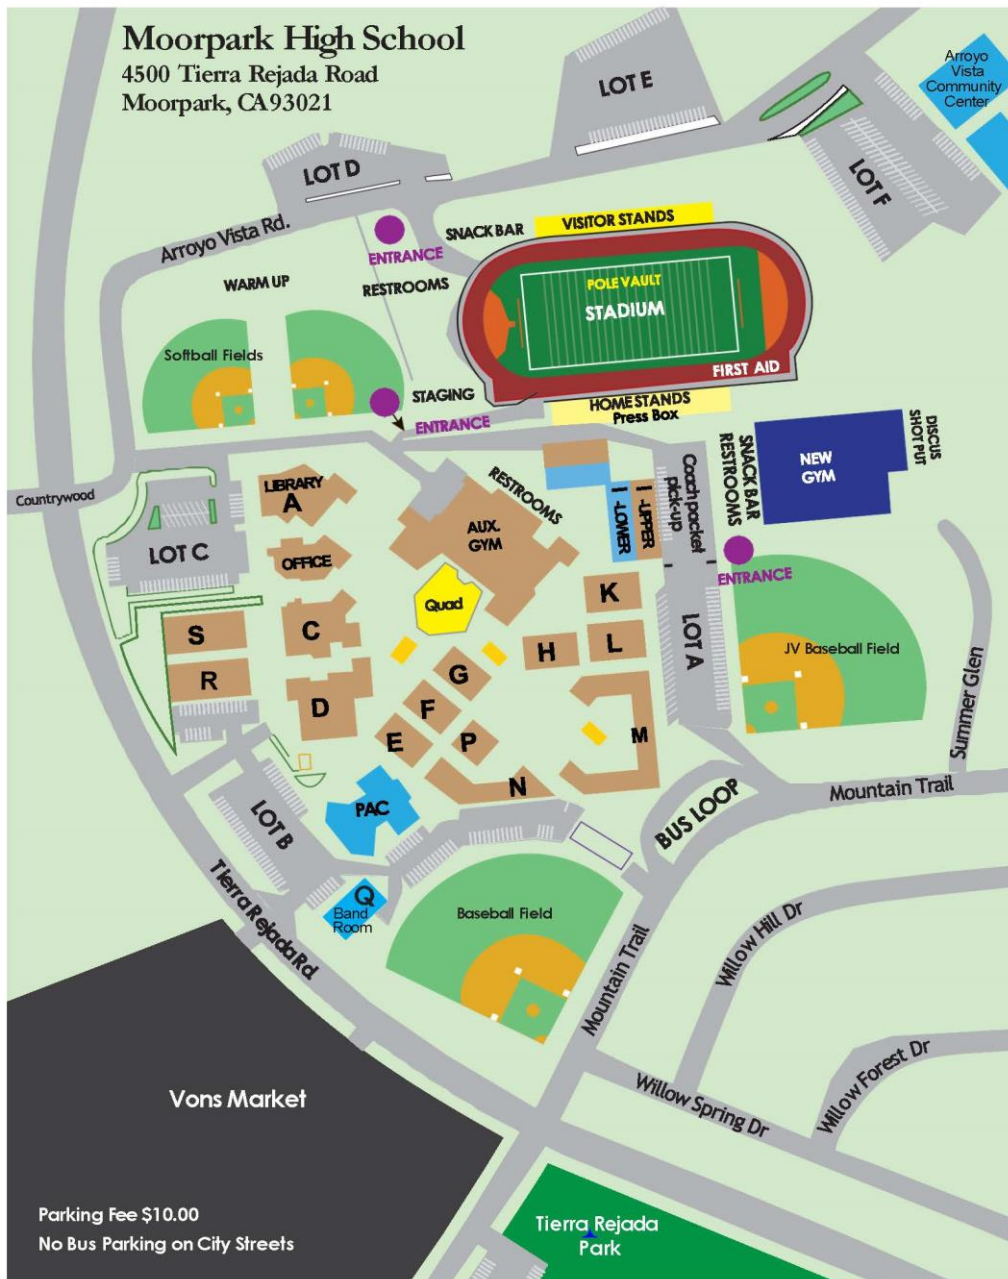 Moorpark High School
4500 Tierra Rejada Road
Moorpark, CA93021
Arroyo
Vista
Community
Center
LOT E
LOT D
LOT F
Arroyo Vista Rd.
ENTRANCE
SNACK BAR
VISITOR STANDS
WARM UP
RESTROOMS
POLE VAULT
STADIUM
Softball Fields
FIRST AID
STAGING
ENTRANCE
HOME STANDS
Press Box
SNACK BAR
RESTROOMS
NEW
GYM
DISCUS
SHOT PUT
Countrywood
LIBRARY
A
RESTROOMS
Coach packet
pick-up
AUX.
GYM
I -LOWER
I -UPPER
LOT C
OFFICE
ENTRANCE
Quad
K
S
C
H
L
LOT A
JV Baseball Field
R
G
D
F
Summer Glen
E
P
M
N
Mountain Trail
PAC
LOT B
BUS LOOP
Q
Band
Room
Baseball Field
Tierra Rejada Rd
Mountain Trail
Willow Hill Dr
Willow Forest Dr
Willow Spring Dr
Vons Market
Parking Fee $10.00
No Bus Parking on City Streets
Tierra Rejada
Park